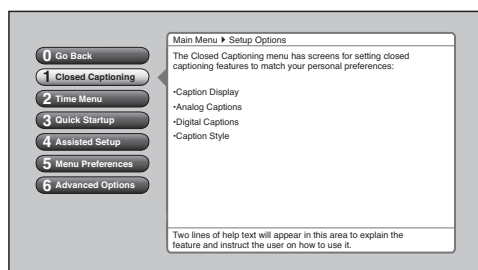 Main Menu ▶ Setup Options
0 Go Back
1 Closed Captioning
2 Time Menu
3 Quick Startup
4 Assisted Setup
5 Menu Preferences
6 Advanced Options
The Closed Captioning menu has screens for setting closed
captioning features to match your personal preferences:
•Caption Display
•Analog Captions
•Digital Captions
•Caption Style
Two lines of help text will appear in this area to explain the
feature and instruct the user on how to use it.